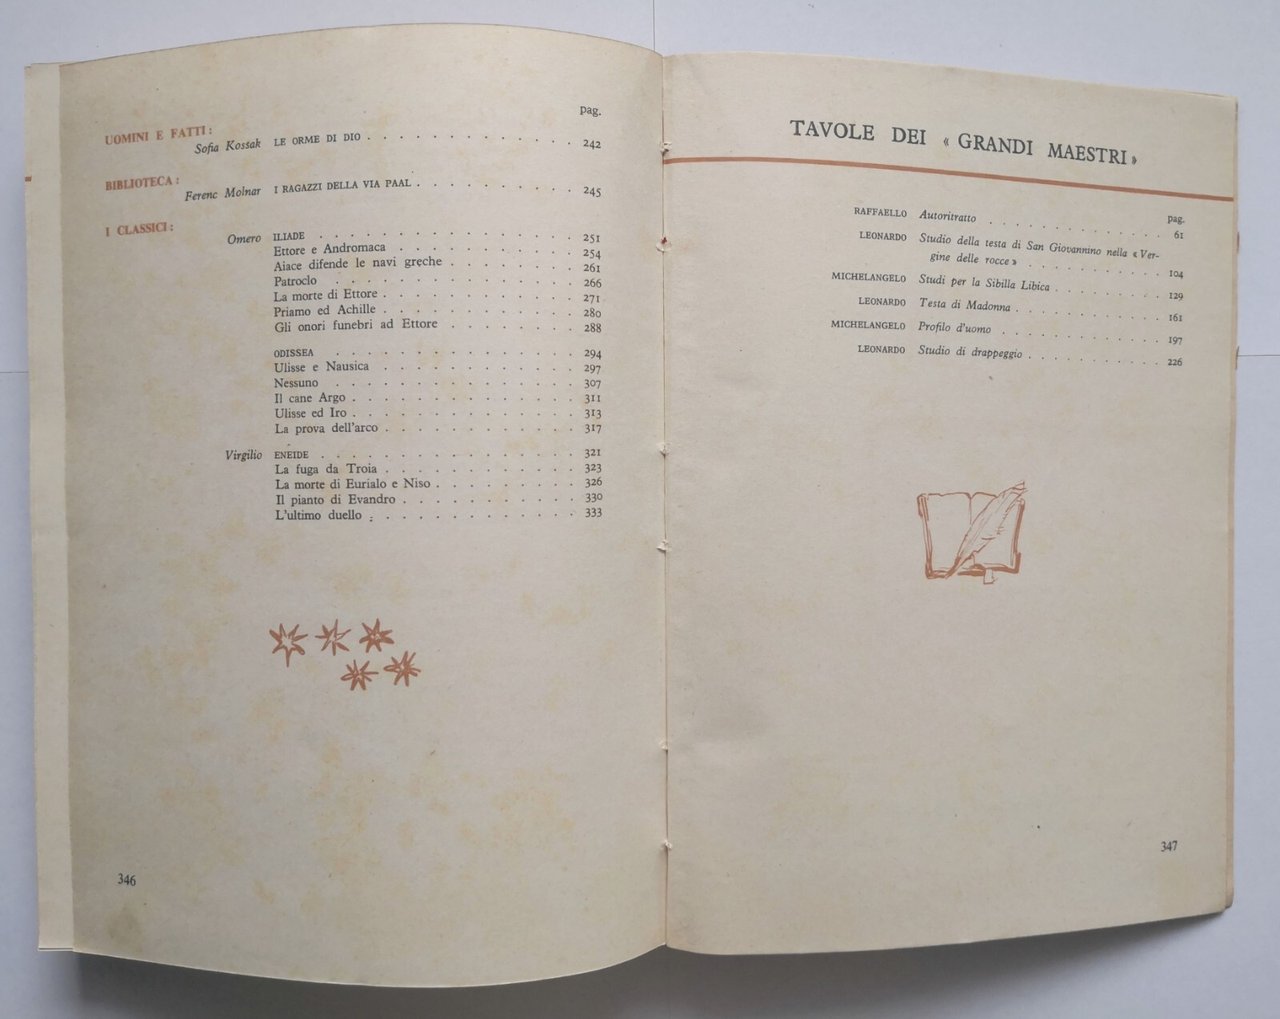 pag.
UOMINI E FATTI:
Sofia Kossak LE ORME DI DIO . . . . . . . . . . . . . 242
BIBLIOTECA:
Ferenc Molnar I RAGAZZI DELLA VIA PAAL . . . . . . . . . . 245
I CLASSICI:
Omero ILIADE . . . . . . . . . . . . . . . . 251
Ettore e Andromaca . . . . . . . . . . . 254
Aiace difende le navi greche . . . . . . . . 261
Patroclo . . . . . . . . . . . . . . . 266
La morte di Ettore . . . . . . . . . . . . 271
Priamo ed Achille . . . . . . . . . . . . 280
Gli onori funebri ad Ettore . . . . . . . . 288
ODISSEA . . . . . . . . . . . . . . . 294
Ulisse e Nausica . . . . . . . . . . . . 297
Nessuno . . . . . . . . . . . . . . . 307
Il cane Argo . . . . . . . . . . . . . . 311
Ulisse ed Iro . . . . . . . . . . . . . . 313
La prova dell'arco . . . . . . . . . . . . 317
Virgilio ENEIDE . . . . . . . . . . . . . . . . 321
La fuga da Troia . . . . . . . . . . . . 323
La morte di Eurialo e Niso . . . . . . . . . 326
Il pianto di Evandro . . . . . . . . . . . 330
L'ultimo duello . . . . . . . . . . . . . 333
346
TAVOLE DEI « GRANDI MAESTRI »
pag.
RAFFAELLO Autoritratto . . . . . . . . . . . 61
LEONARDO Studio della testa di San Giovannino nella « Ver-
gine delle rocce » . . . . . . . . . 104
MICHELANGELO Studi per la Sibilla Libica . . . . . . . 129
LEONARDO Testa di Madonna . . . . . . . . . 161
MICHELANGELO Profilo d'uomo . . . . . . . . . . 197
LEONARDO Studio di drappeggio . . . . . . . . . 226
347